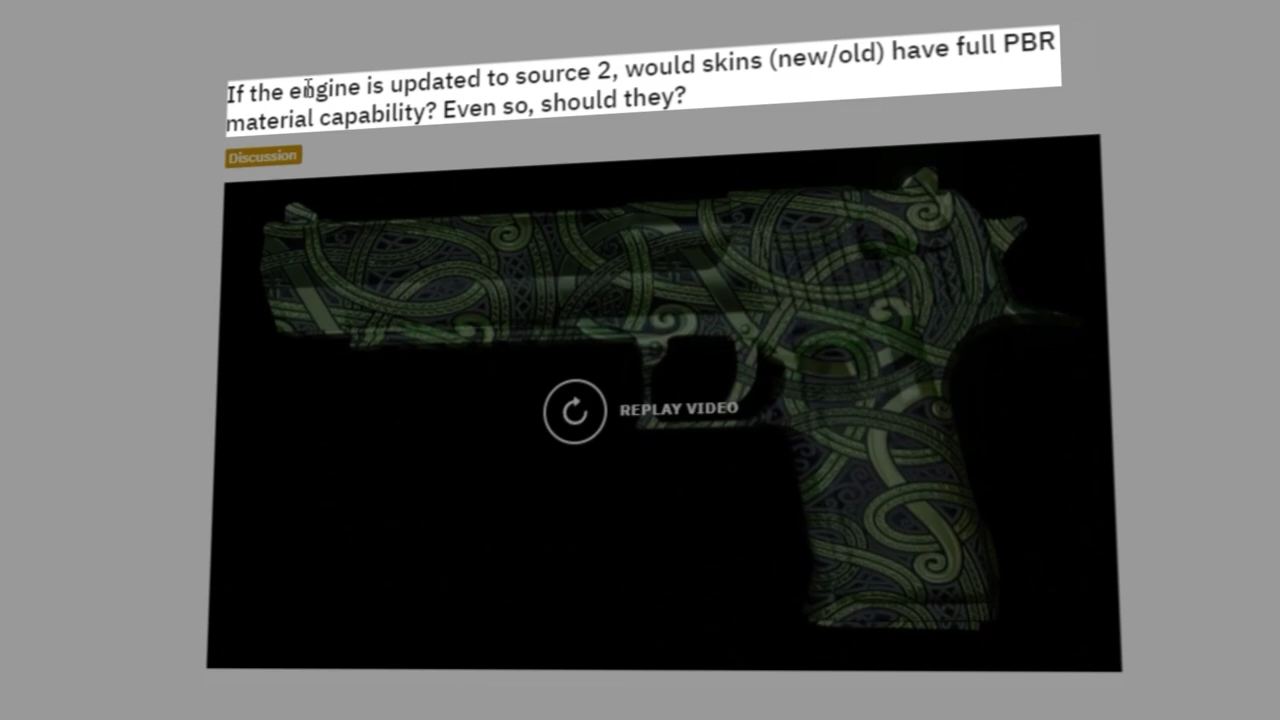 If the engine is updated to source 2, would skins (new/old) have full PBR
material capability? Even so, should they?
Discussion
REPLAY VIDEO